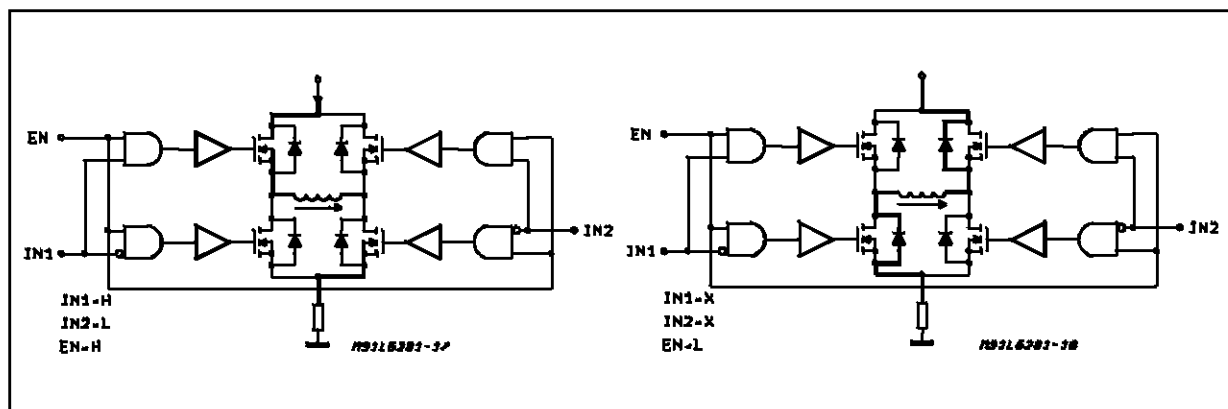 EN
IN1
IN2
IN1=H
IN2=L
EN=H
EN
IN1
IN2
IN1=X
IN2=X
EN=L